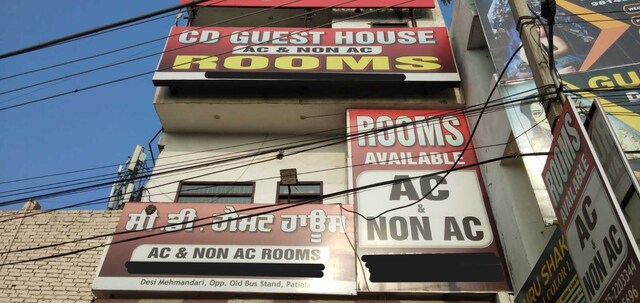 CD GUEST HOUSE
AC & NON AC
ROOMS
ROOMS
AVAILABLE
AC
&
NON AC
ਸੀ.ਡੀ. ਗੈਸਟ ਹਾਊਸ
AC & NON AC ROOMS
Desi Mehmandari, Opp. Old Bus Stand, Patiala
ROOMS
AVAILABLE
AC
&
NON AC